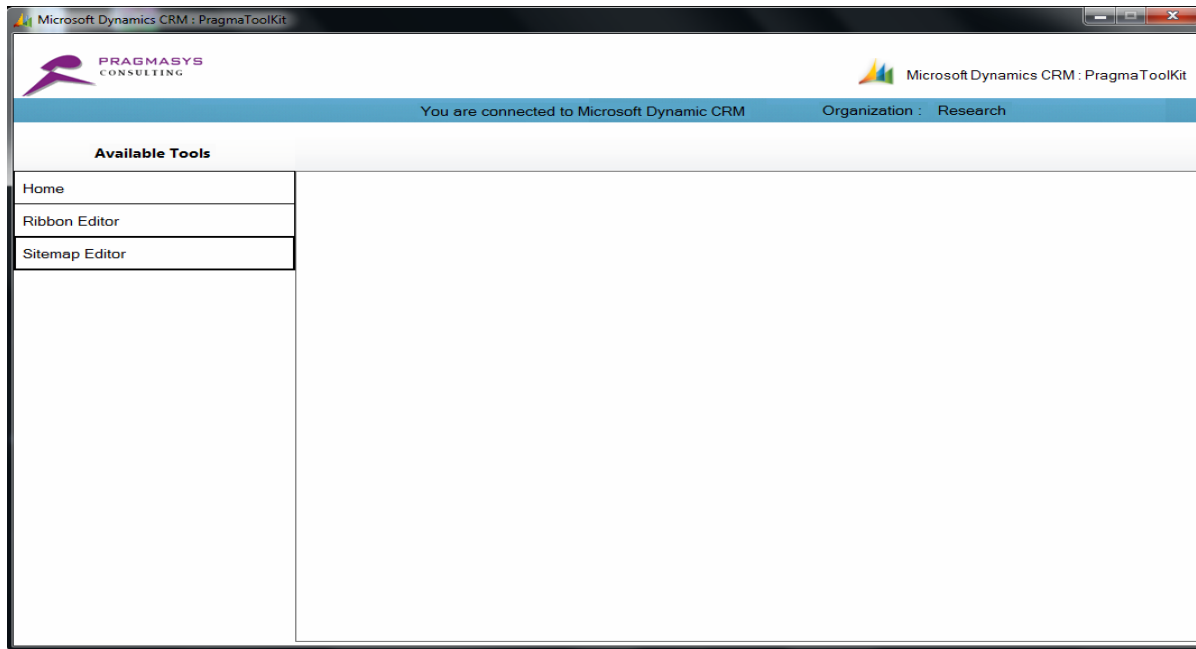 Microsoft Dynamics CRM : PragmaToolKit
PRAGMASYS
CONSULTING
Microsoft Dynamics CRM : PragmaToolKit
You are connected to Microsoft Dynamic CRM Organization : Research
Available Tools
Home
Ribbon Editor
Sitemap Editor